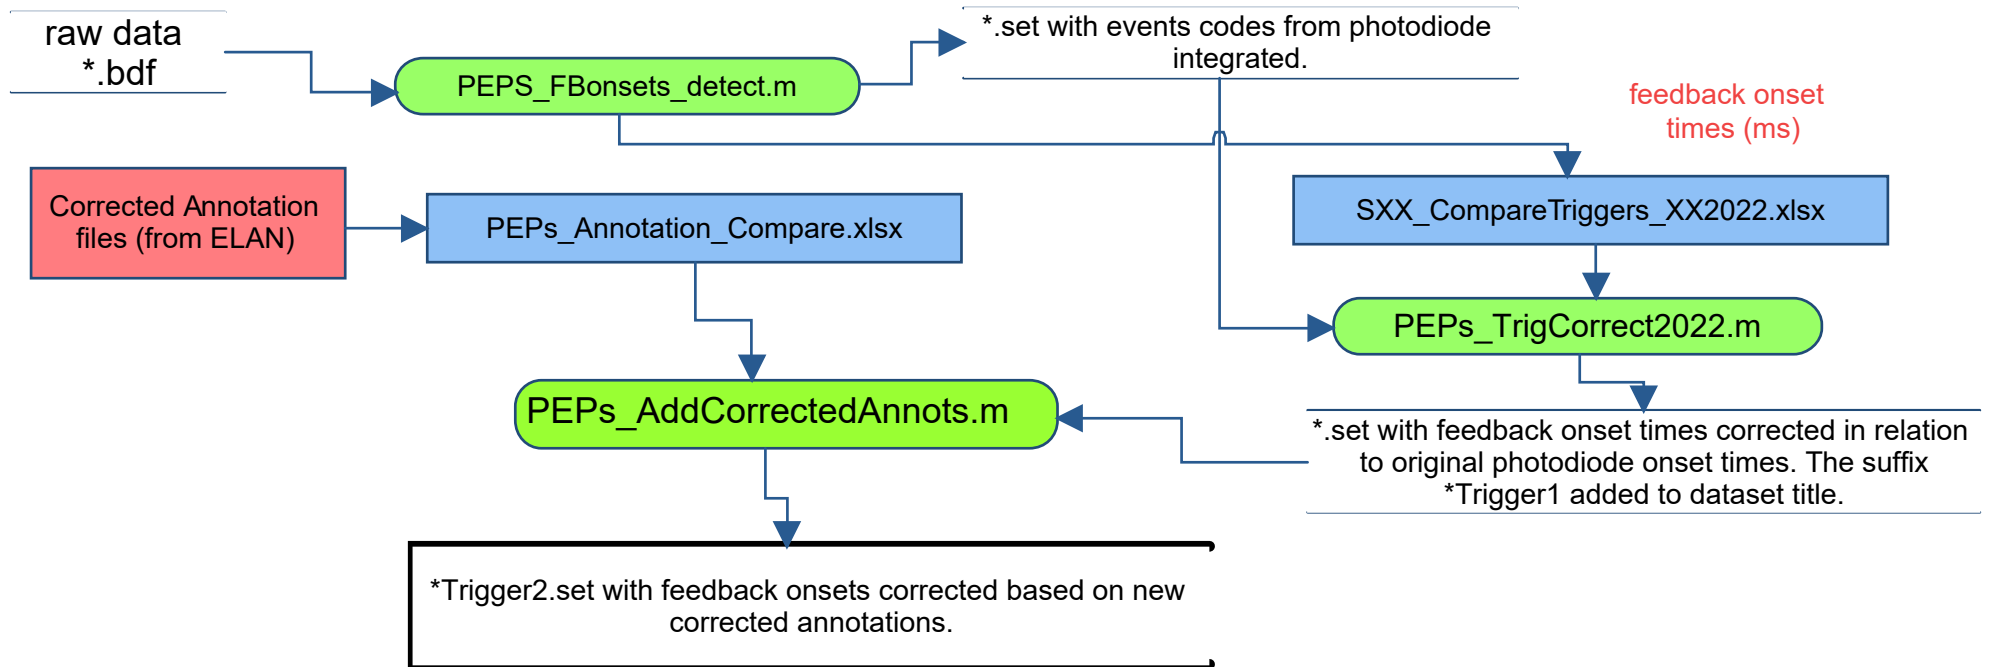 raw data
*.bdf
*.set with events codes from photodiode
integrated.
PEPS_FBonsets_detect.m
feedback onset
times (ms)
Corrected Annotation
files (from ELAN)
PEPs_Annotation_Compare.xlsx
SXX_CompareTriggers_XX2022.xlsx
PEPs_TrigCorrect2022.m
PEPs_AddCorrectedAnnots.m
*.set with feedback onset times corrected in relation
to original photodiode onset times. The suffix
*Trigger1 added to dataset title.
*Trigger2.set with feedback onsets corrected based on new
corrected annotations.